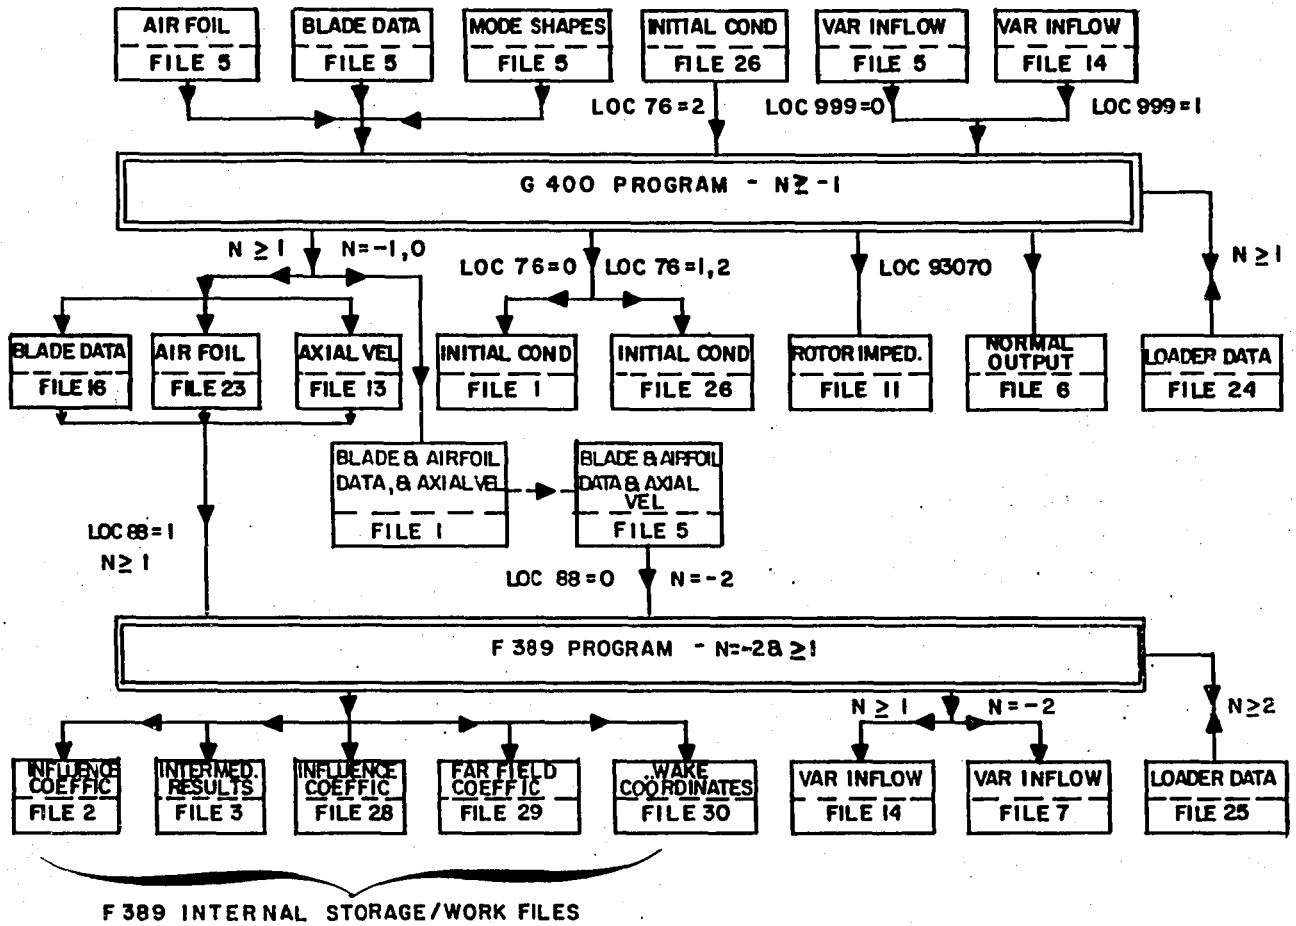 AIR FOIL
FILE 5
BLADE DATA
FILE 5
MODE SHAPES
FILE 5
INITIAL COND
FILE 26
VAR INFLOW
FILE 5
VAR INFLOW
FILE 14
LOC 76=2
LOC 999=0
LOC 999=1
G 400 PROGRAM - N ≥ -1
N ≥ 1
N=-1,0
LOC 76=0
LOC 76=1,2
LOC 93070
N ≥ 1
BLADE DATA
FILE 16
AIR FOIL
FILE 23
AXIAL VEL
FILE 13
INITIAL COND
FILE 1
INITIAL COND
FILE 26
ROTOR IMPED.
FILE 11
NORMAL
OUTPUT
FILE 6
LOADER DATA
FILE 24
BLADE & AIRFOIL
DATA, & AXIAL VEL
FILE 1
BLADE & AIRFOIL
DATA & AXIAL
VEL
FILE 5
LOC 88=1
N ≥ 1
LOC 88=0
N=-2
F 389 PROGRAM - N=-2& ≥1
N ≥ 1
N=-2
N ≥ 2
INFLUENCE
COEFFIC
FILE 2
INTERMED.
RESULTS
FILE 3
INFLUENCE
COEFFIC
FILE 28
FAR FIELD
COEFFIC
FILE 29
WAKE
COORDINATES
FILE 30
VAR INFLOW
FILE 14
VAR INFLOW
FILE 7
LOADER DATA
FILE 25
F 389 INTERNAL STORAGE/WORK FILES